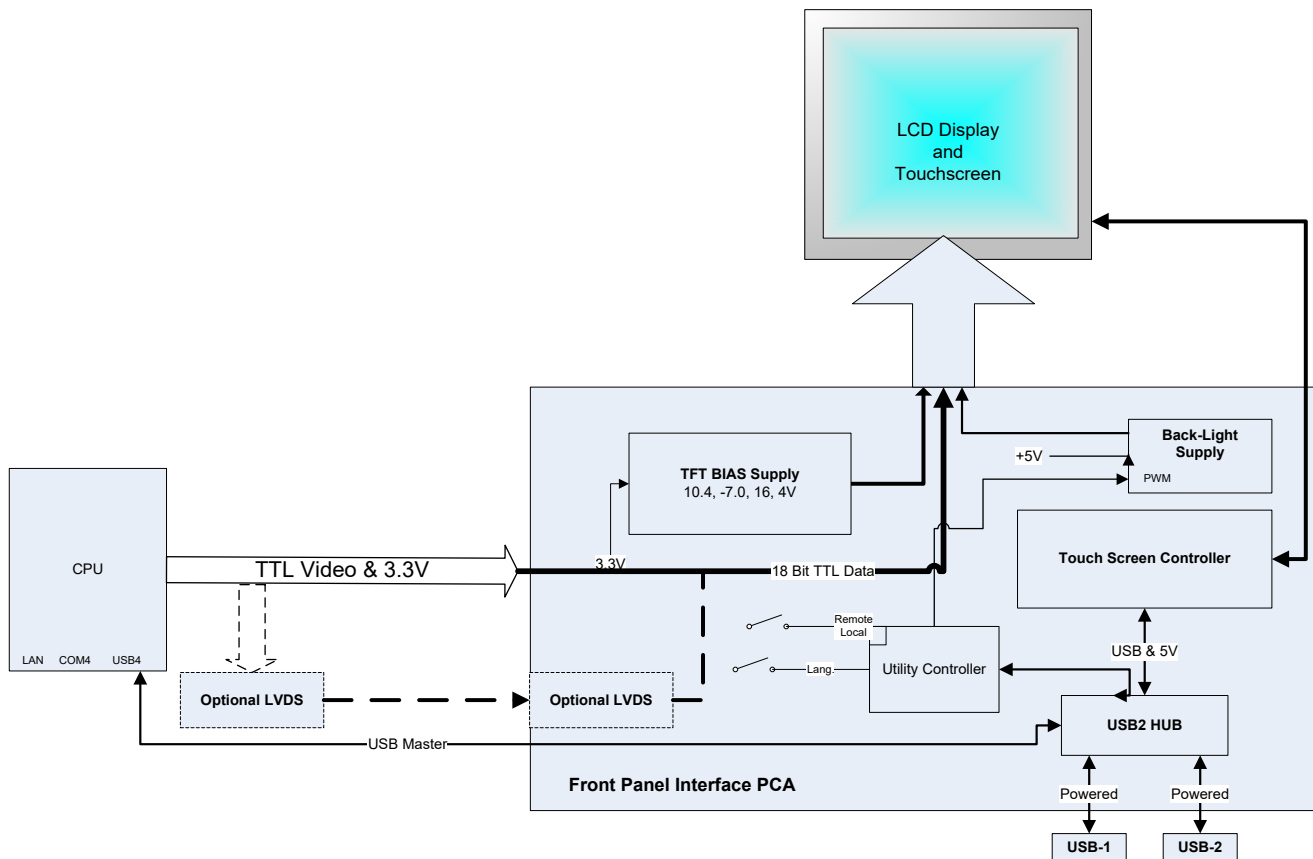 LCD Display
and
Touchscreen
Back-Light
Supply
+5V
PWM
TFT BIAS Supply
10.4, -7.0, 16, 4V
CPU
TTL Video & 3.3V
3.3V
18 Bit TTL Data
Touch Screen Controller
Remote
Local
Lang.
Utility Controller
USB & 5V
LAN COM4 USB4
Optional LVDS
Optional LVDS
USB2 HUB
USB Master
Front Panel Interface PCA
Powered
Powered
USB-1
USB-2